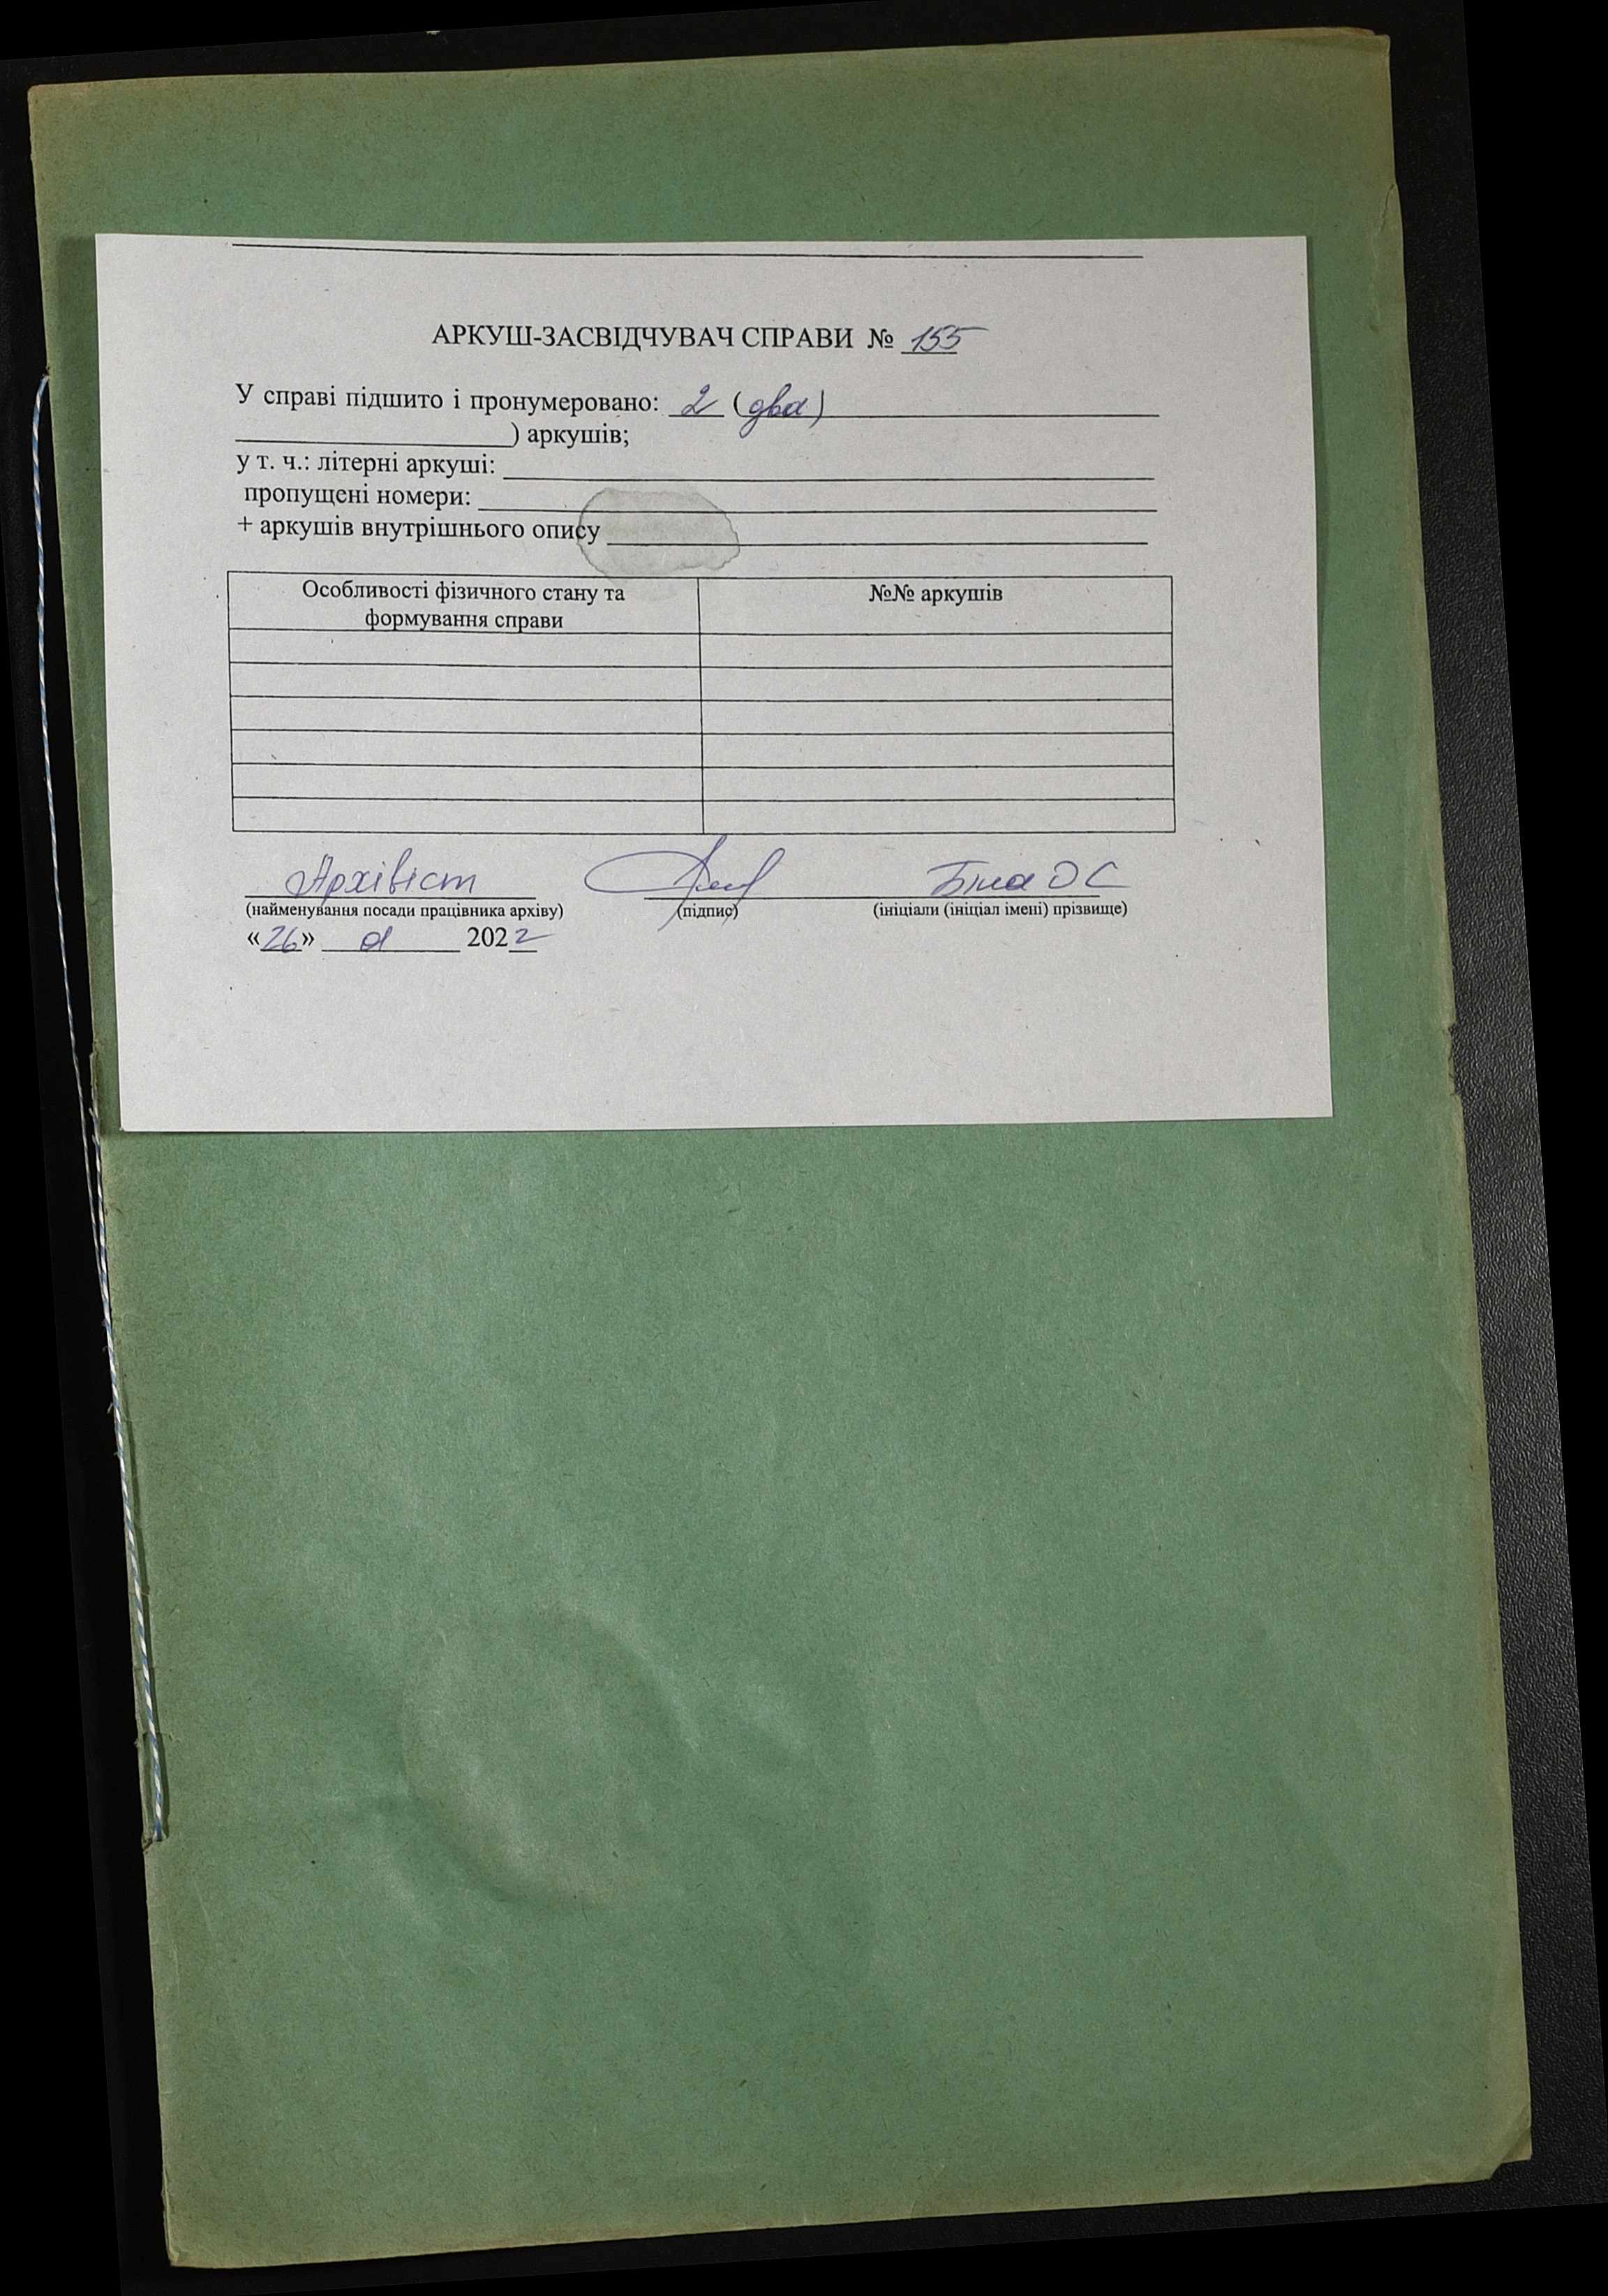 АРКУШ-ЗАСВІДЧУВАЧ СПРАВИ № 155
У справі підшито і пронумеровано: 2 (два)
) аркушів;
у т. ч.: літерні аркуші:
пропущені номери:
+ аркушів внутрішнього опису
Особливості фізичного стану та формування справи №№ аркушів
Архівіст Біла О С
(найменування посади працівника архіву) (підпис) (ініціали (ініціал імені) прізвище)
«26» 2022